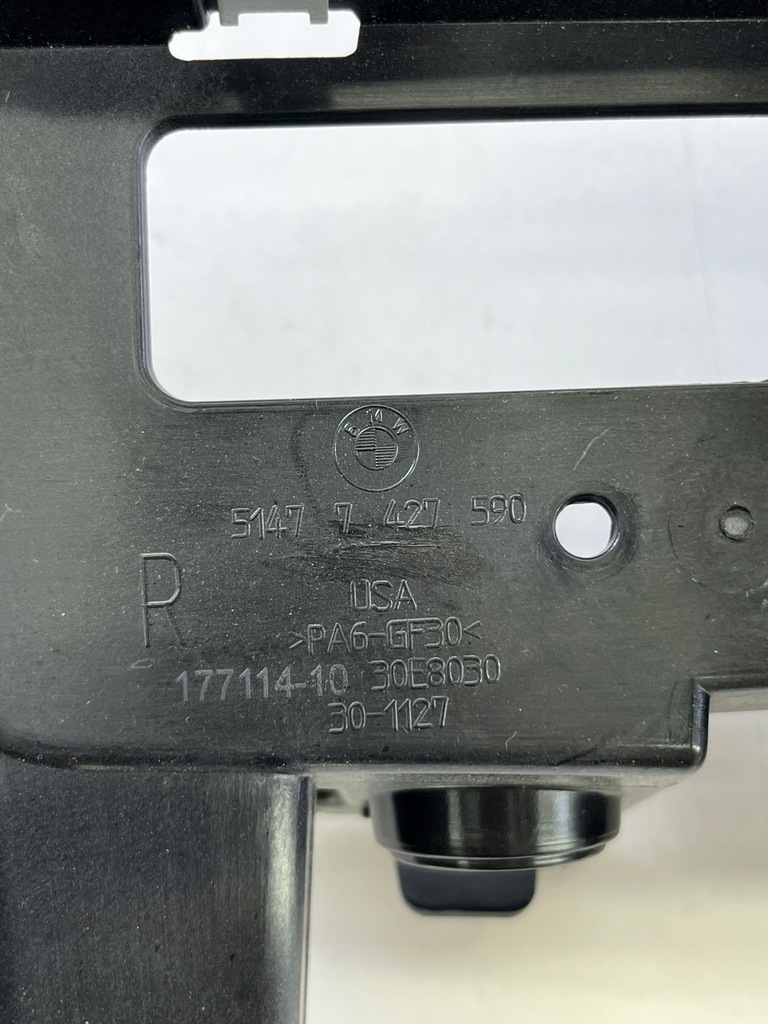 BMW
5147 7 427 590
R
USA
>PA6-GF30<
177114-10 30E8030
30-1127